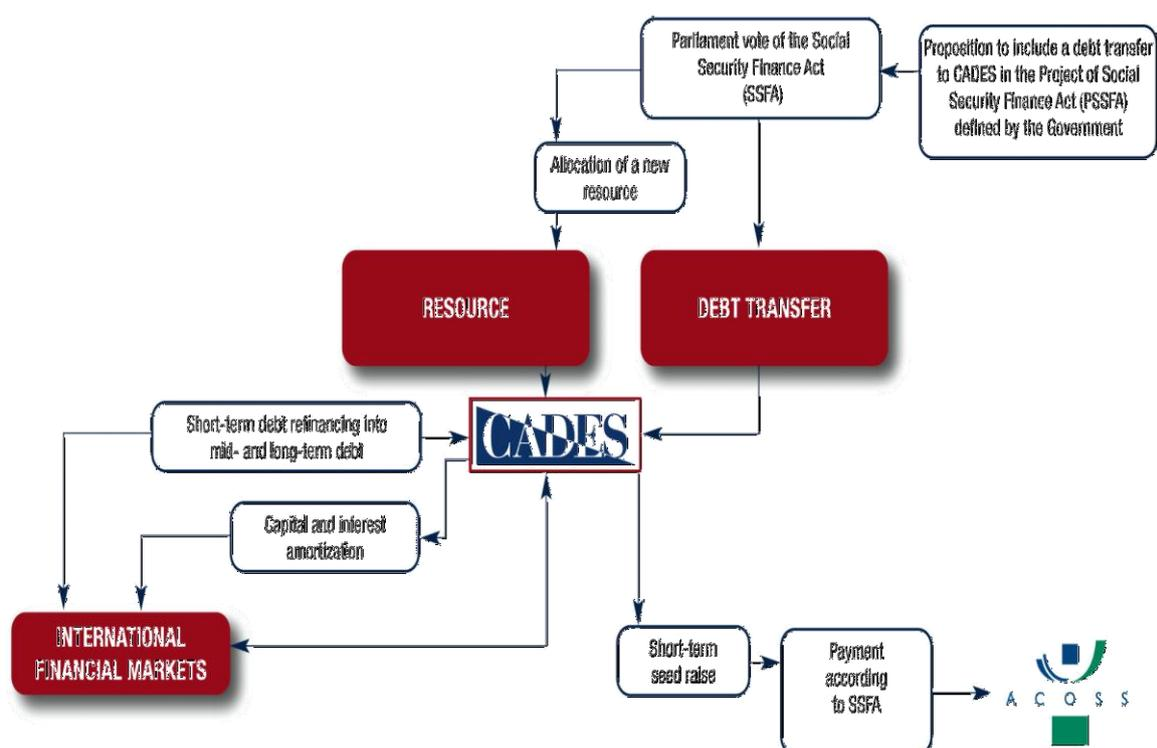 Parliament vote of the Social
Security Finance Act
(SSFA)
Proposition to include a debt transfer
to CADES in the Project of Social
Security Finance Act (PSSFA)
defined by the Government
Allocation of a new
resource
RESOURCE
DEBT TRANSFER
Short-term debt refinancing into
mid- and long-term debt
CADES
Capital and interest
amortization
INTERNATIONAL
FINANCIAL MARKETS
Short-term
seed raise
Payment
according
to SSFA
ACOSS